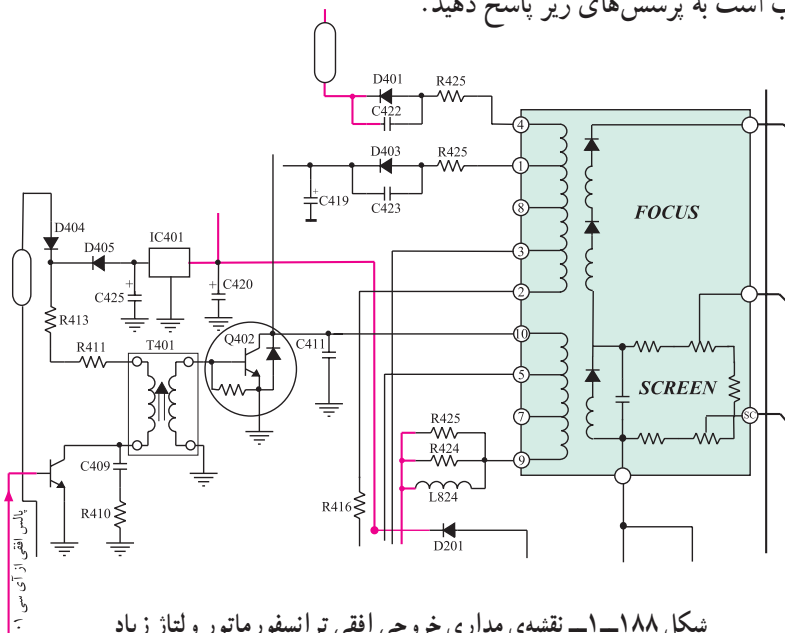 ب است به پرسش‌های زیر پاسخ دهید.
D401
R425
C422
4
D403
R425
1
C419
C423
8
FOCUS
D404
IC401
3
D405
C425
C420
2
R413
Q402
10
R411
T401
C411
5
SCREEN
7
R425
SC
C409
R424
9
L824
R416
R410
D201
پالس افقی از آی سی ۰۱
شکل ۱۸۸ــ۱ــ نقشه‌ی مداری خروجی افقی ترانسفورماتور ولتاژ زیاد